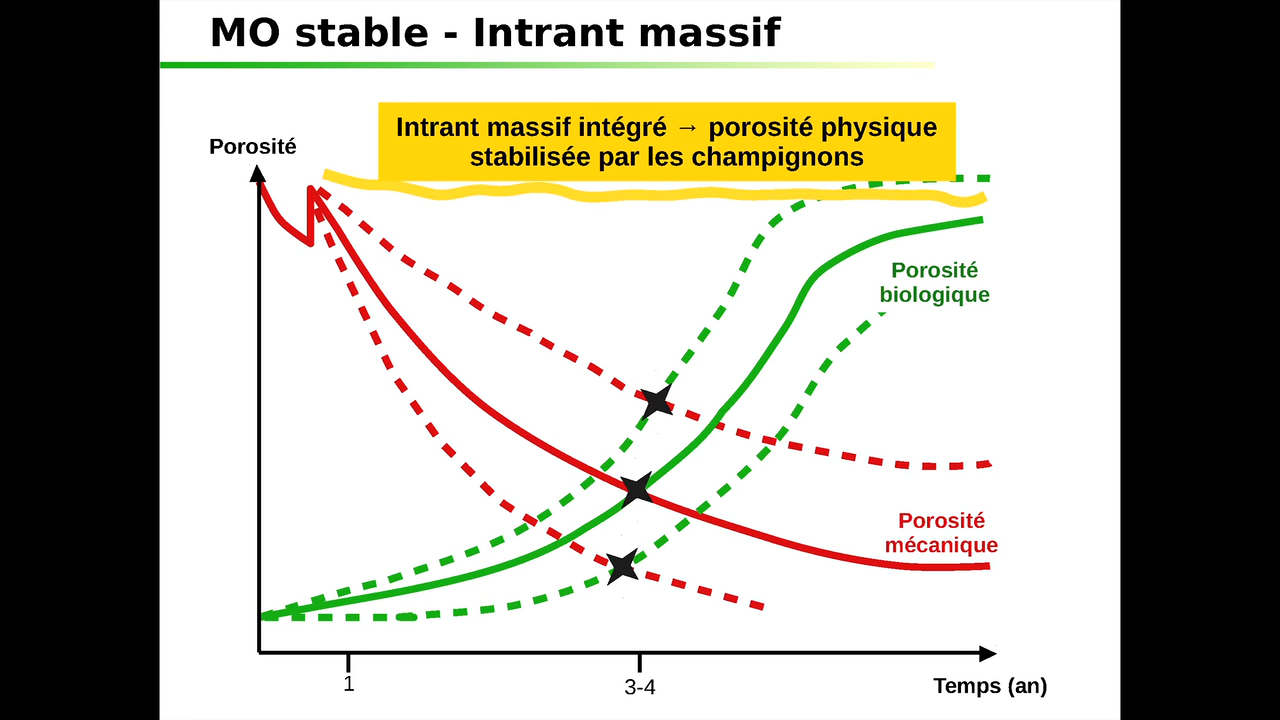 MO stable - Intrant massif
Intrant massif intégré → porosité physique
stabilisée par les champignons
Porosité
Porosité
biologique
Porosité
mécanique
1
3-4
Temps (an)